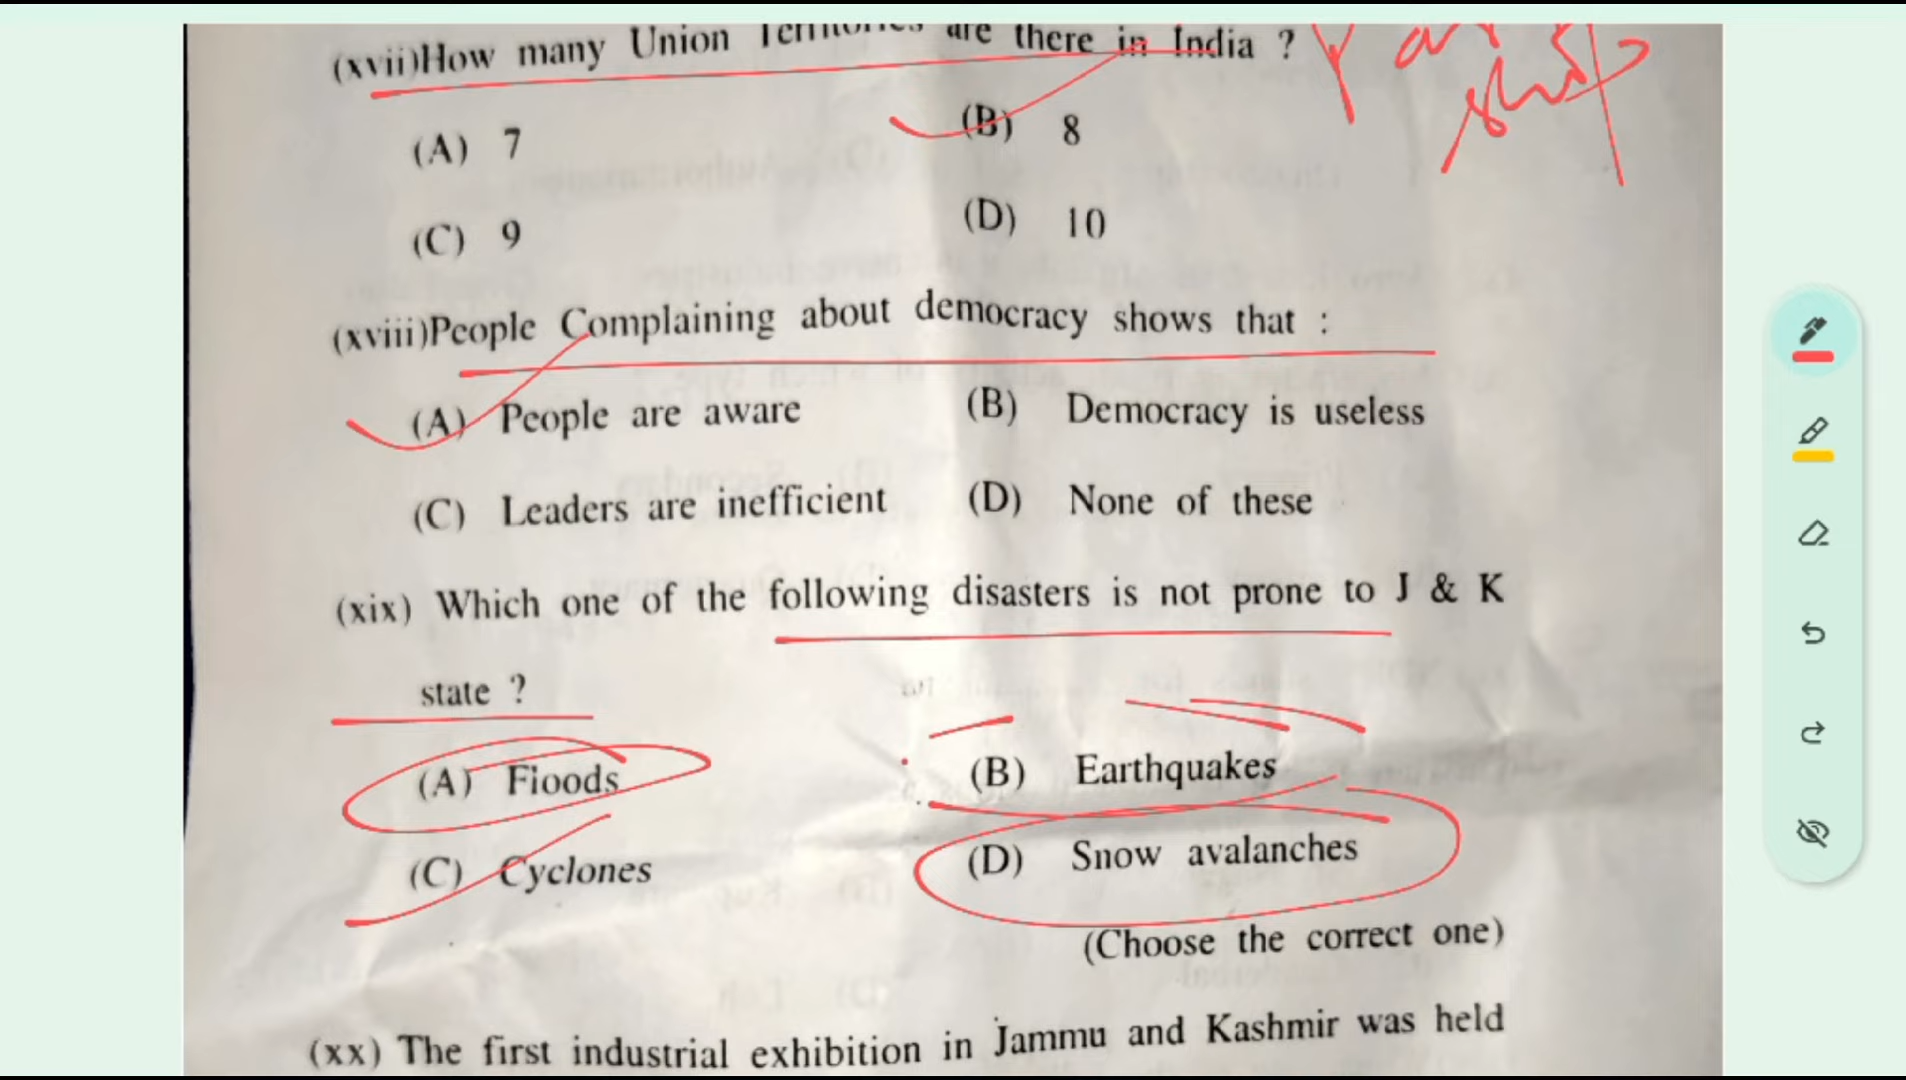 (xvii)How many Union Territories are there in India ?
(A) 7
(B) 8
(C) 9
(D) 10
(xviii)People Complaining about democracy shows that :
(A) People are aware
(B) Democracy is useless
(C) Leaders are inefficient
(D) None of these
(xix) Which one of the following disasters is not prone to J & K
state ?
(A) Fioods
(B) Earthquakes
(C) Cyclones
(D) Snow avalanches
(Choose the correct one)
(xx) The first industrial exhibition in Jammu and Kashmir was held